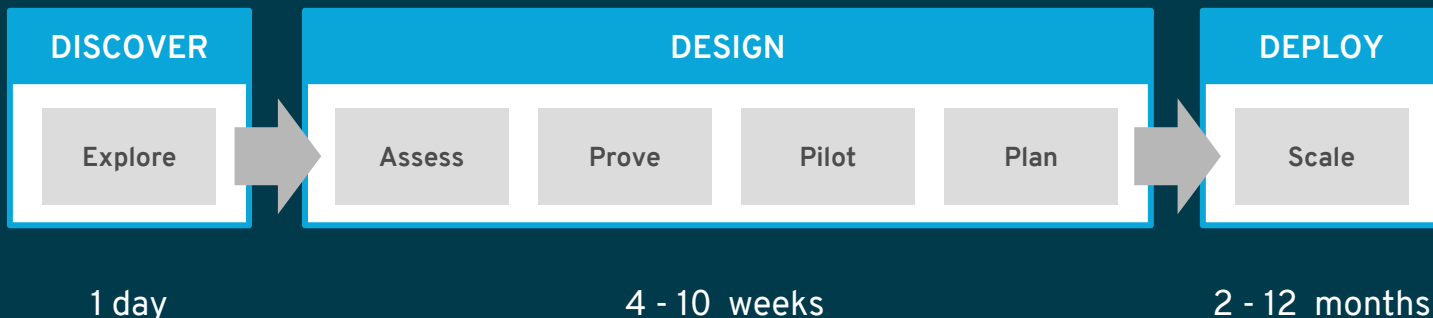 DISCOVER
DESIGN
DEPLOY
Explore
Assess
Prove
Pilot
Plan
Scale
1 day
4 - 10 weeks
2 - 12 months